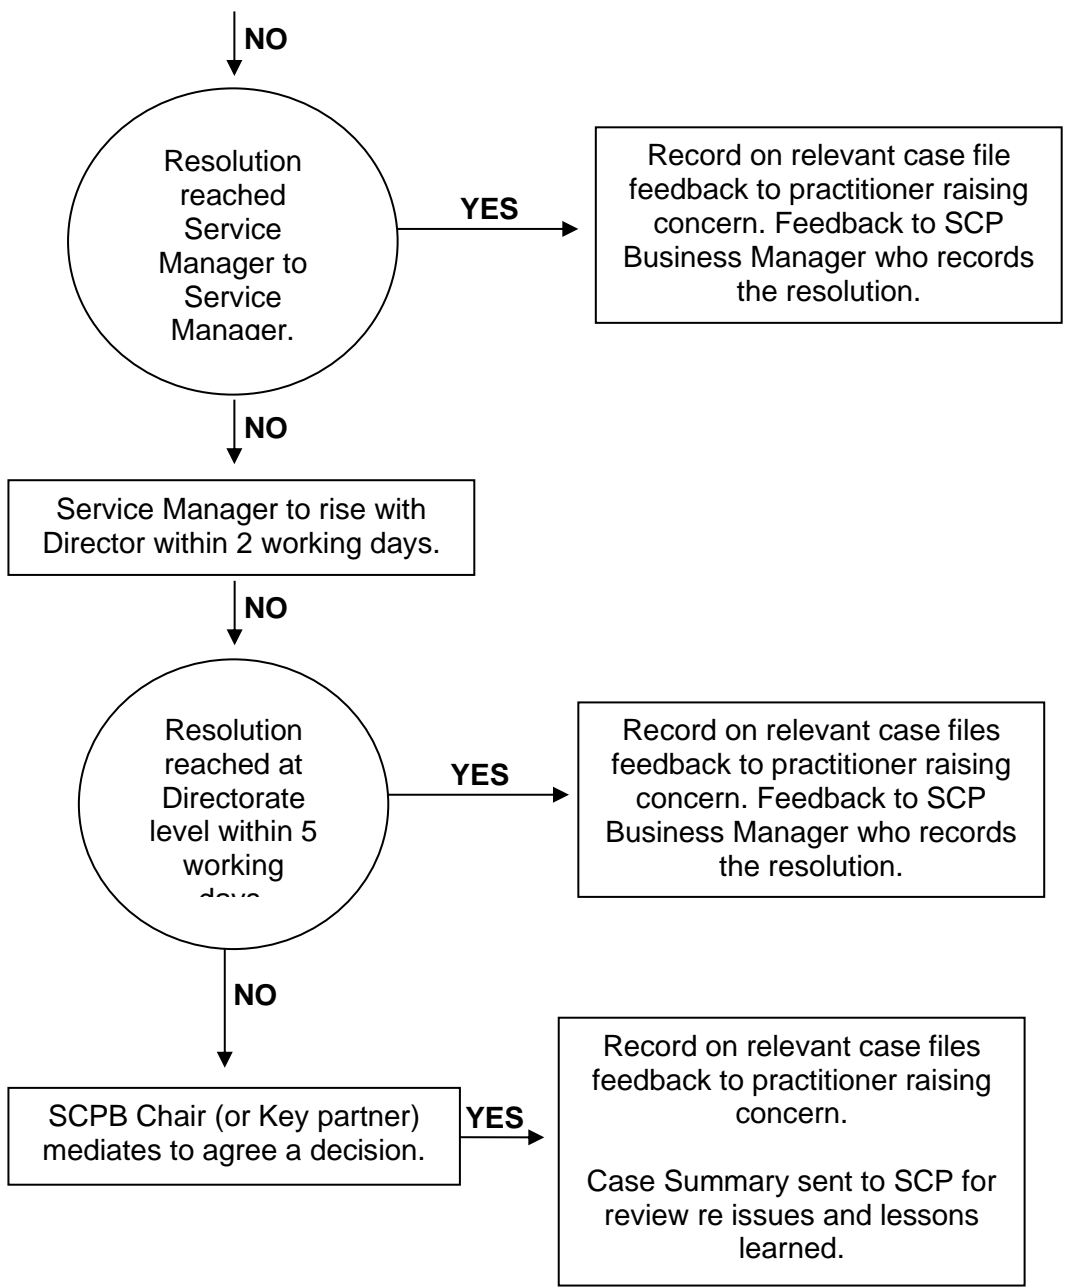 NO
Resolution
reached
Service
Manager to
Service
Manager.
YES
Record on relevant case file
feedback to practitioner raising
concern. Feedback to SCP
Business Manager who records
the resolution.
NO
Service Manager to rise with
Director within 2 working days.
NO
Resolution
reached at
Directorate
level within 5
working
YES
Record on relevant case files
feedback to practitioner raising
concern. Feedback to SCP
Business Manager who records
the resolution.
NO
SCPB Chair (or Key partner)
mediates to agree a decision.
YES
Record on relevant case files
feedback to practitioner raising
concern.
Case Summary sent to SCP for
review re issues and lessons
learned.